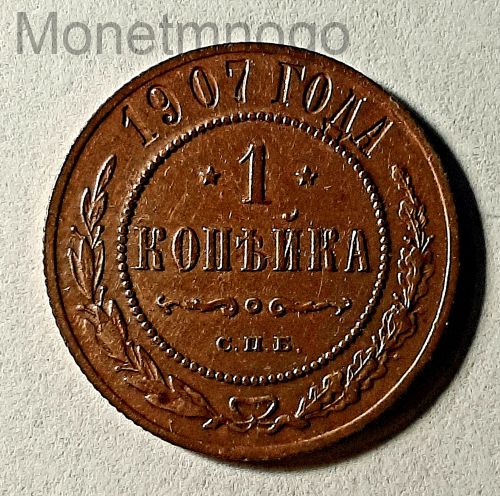 Monetmnogo
1907 ГОДА
1
КОПѢЙКА
С.П.Б.